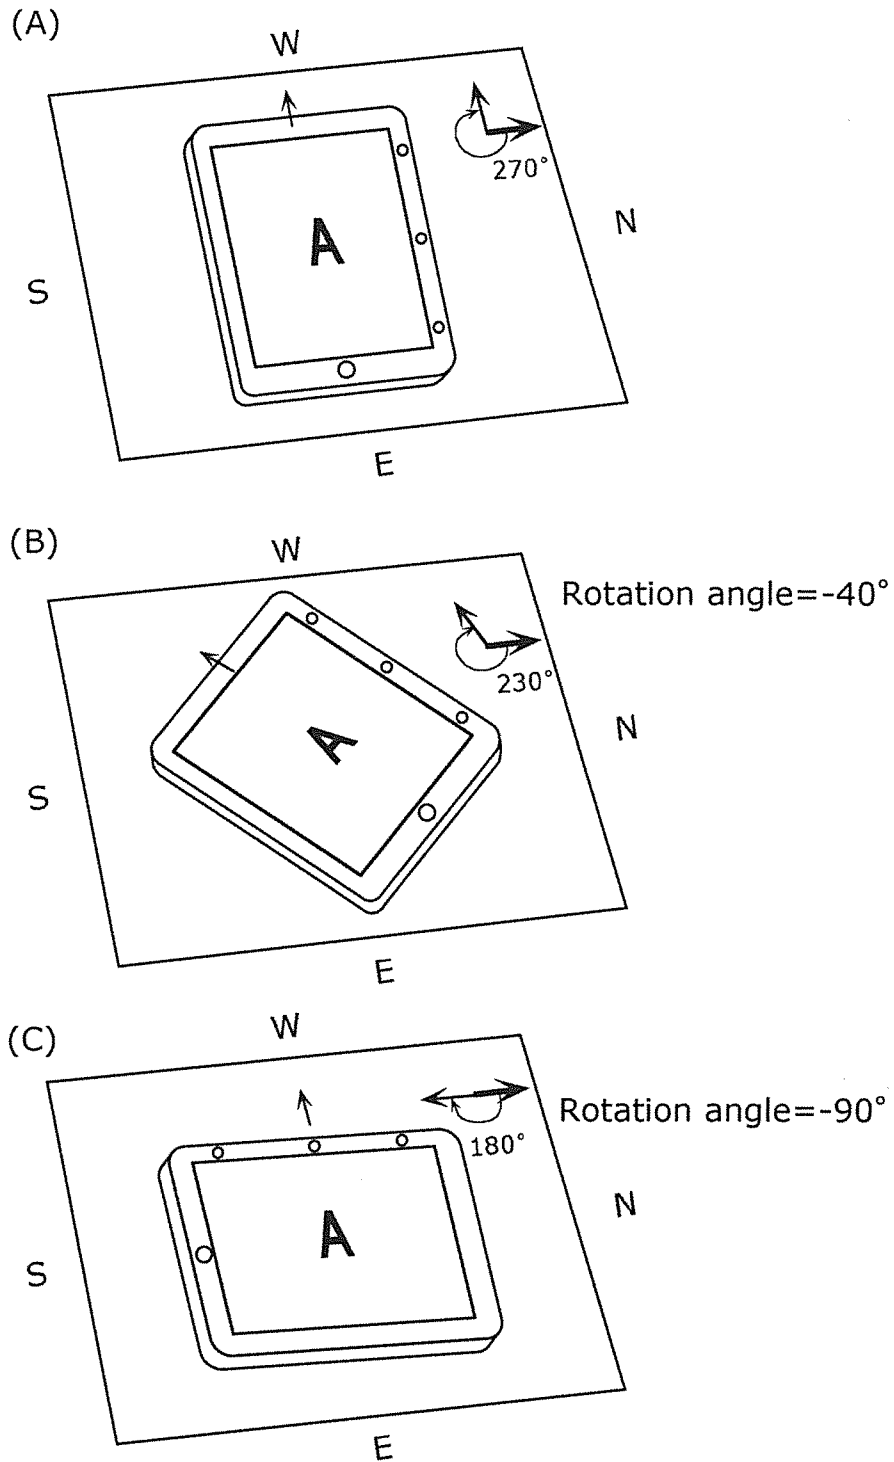 (A)
W
270°
A
N
S
E
(B)
W
Rotation angle=-40°
230°
A
N
S
E
(C)
W
Rotation angle=-90°
180°
A
N
S
E